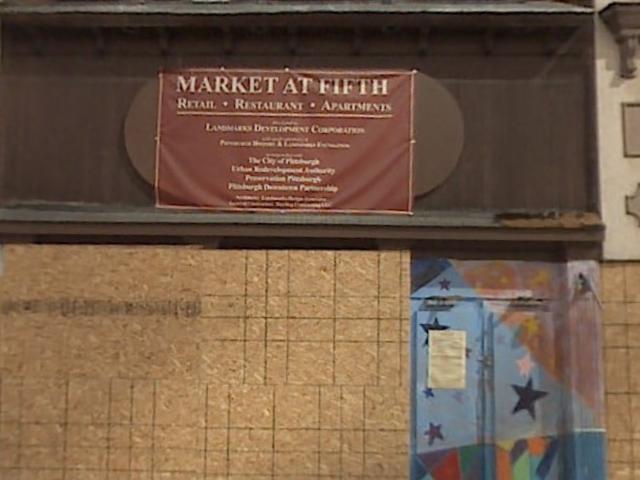 MARKET AT FIFTH
RETAIL • RESTAURANT • APARTMENTS
LANDMARKS DEVELOPMENT CORPORATION
PITTSBURGH HISTORY & LANDMARKS FOUNDATION
The City of Pittsburgh
Urban Redevelopment Authority
Preservation Pittsburgh
Pittsburgh Downtown Partnership